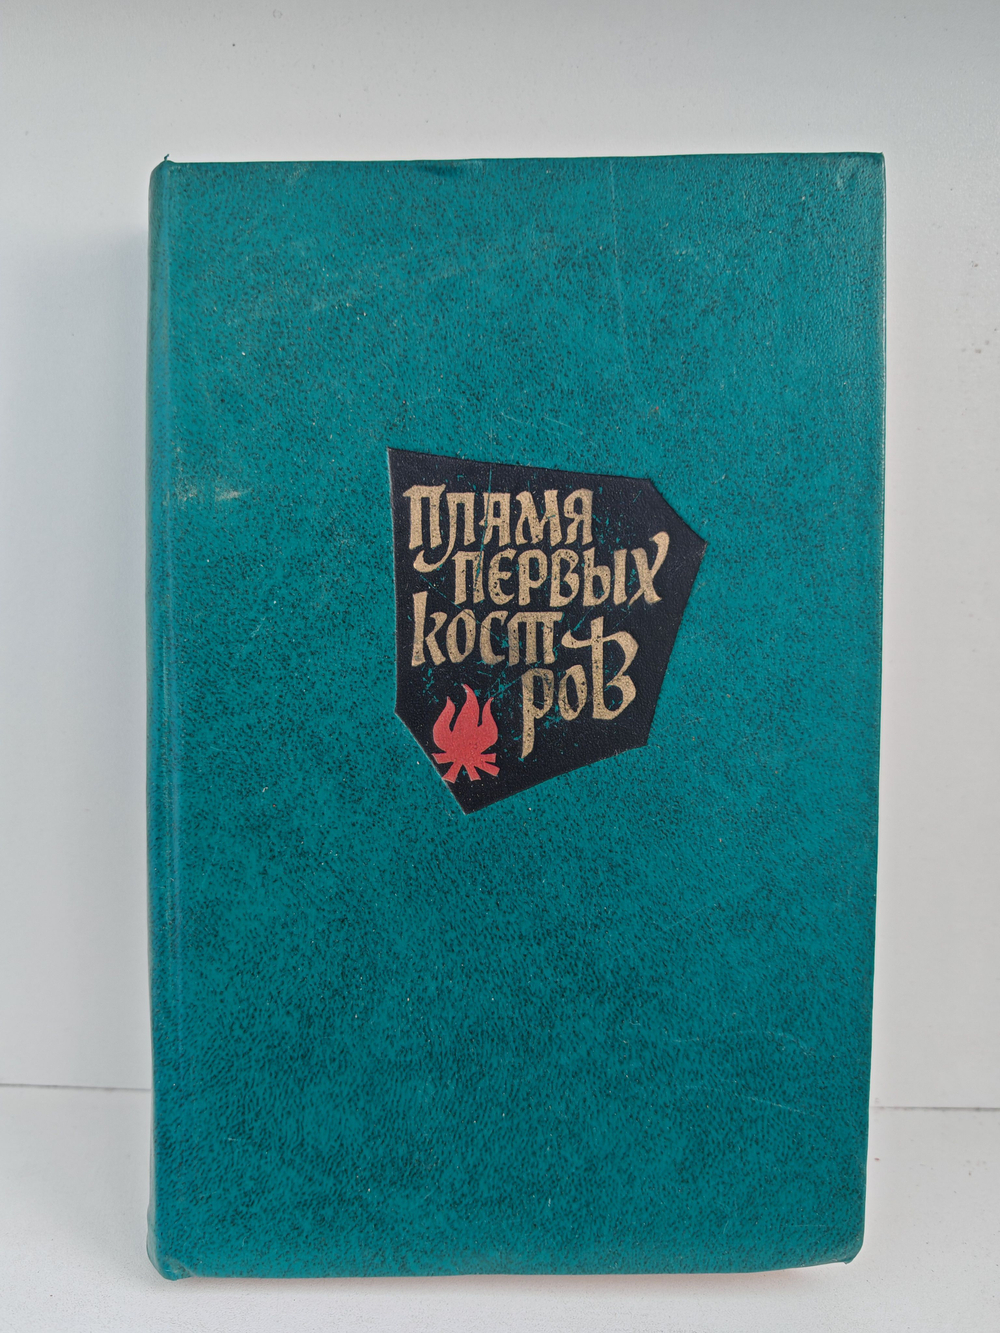 Пламя
первых
кост
ров